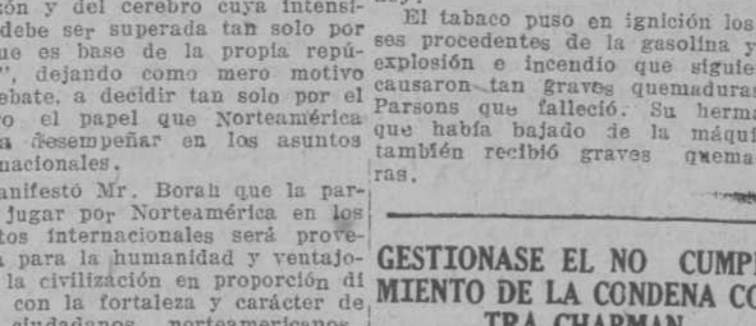 ón y del cerebro cuya intensi-
debe ser superada tan solo por
ue es base de la propia repú-
", dejando como mero motivo
ebate, a decidir tan solo por el
o el papel que Norteamérica
a desempeñar en los asuntos
nacionales.
anifestó Mr. Borah que la par-
jugar por Norteamérica en los
tos internacionales será prove-
a para la humanidad y ventajo-
la civilización en proporción di
con la fortaleza y carácter de
ciudadanos norteamericanos.
El tabaco puso en ignición los
ses procedentes de la gasolina y
explosión e incendio que siguie
causaron tan graves quemaduras
Parsons que falleció. Su herma
que había bajado de la máqui
también recibió graves quema
ras.
GESTIONASE EL NO CUMPI
MIENTO DE LA CONDENA CO
TRA CHAPMAN